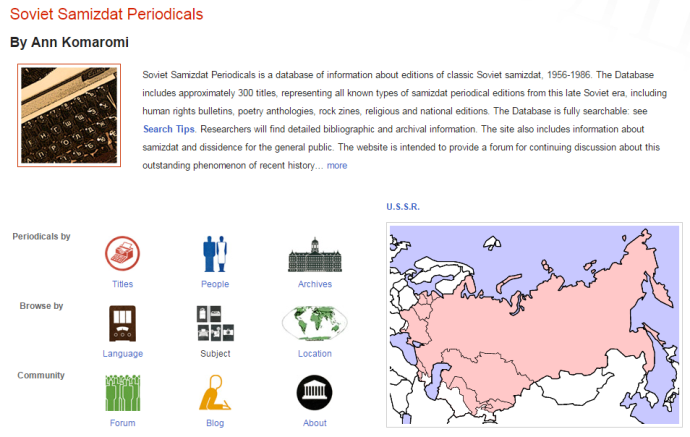 Soviet Samizdat Periodicals
By Ann Komaromi
Soviet Samizdat Periodicals is a database of information about editions of classic Soviet samizdat, 1956-1986. The Database
includes approximately 300 titles, representing all known types of samizdat periodical editions from this late Soviet era, including
human rights bulletins, poetry anthologies, rock zines, religious and national editions. The Database is fully searchable: see
Search Tips. Researchers will find detailed bibliographic and archival information. The site also includes information about
samizdat and dissidence for the general public. The website is intended to provide a forum for continuing discussion about this
outstanding phenomenon of recent history... more
U.S.S.R.
Periodicals by
Titles
People
Archives
Browse by
Language
Subject
Location
Community
Forum
Blog
About